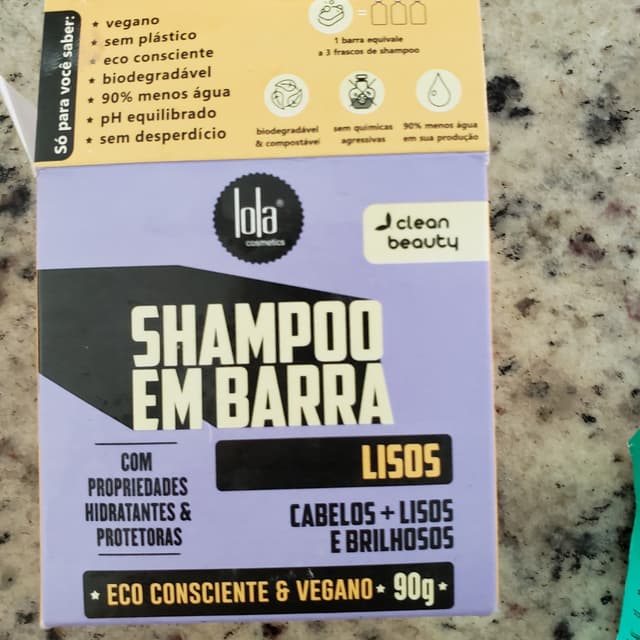 Só para você saber:
★ vegano
★ sem plástico
★ eco consciente
★ biodegradável
★ 90% menos água
★ pH equilibrado
★ sem desperdício
=
1 barra equivale
a 3 frascos de shampoo
biodegradável
& compostável
sem químicas
agressivas
90% menos água
em sua produção
lola®
cosmetics
clean
beauty
SHAMPOO
EM BARRA
COM
PROPRIEDADES
HIDRATANTES &
PROTETORAS
LISOS
CABELOS + LISOS
E BRILHOSOS
★ ECO CONSCIENTE & VEGANO ★ 90g ★